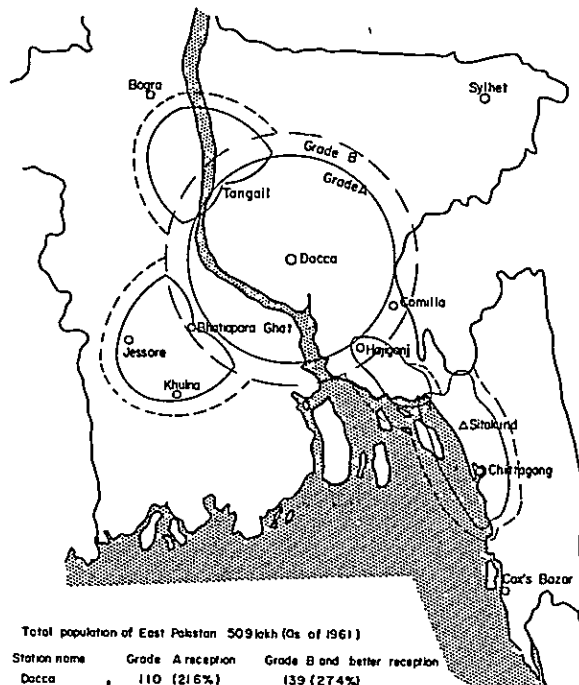 Bogra
Sylhet
Grade B
Grade A
Tangail
Dacca
Comilla
Bhatiapara Ghat
Hajiganj
Jessore
Khulna
Sitakund
Chittagong
Cox's Bazar
Total population of East Pakistan 509 lakh (as of 1961)
Station name Grade A reception Grade B and better reception
Dacca 110 (21.6%) 139 (27.4%)